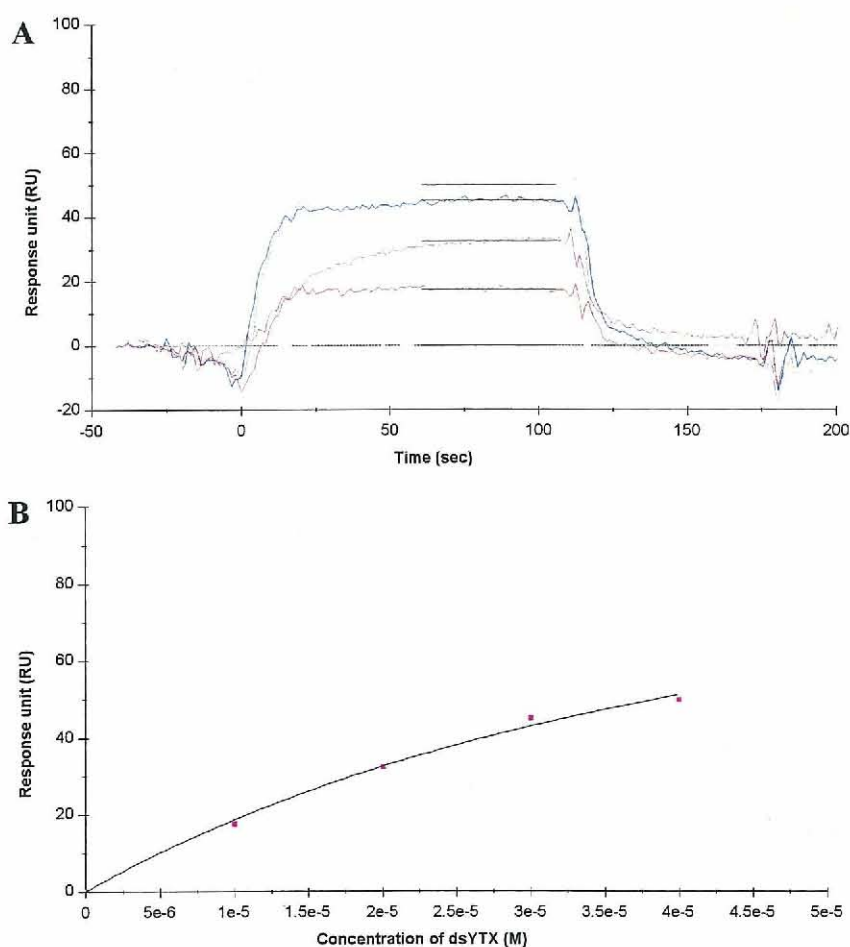 A
100
80
60
40
20
0
-20
Response unit (RU)
-50 0 50 100 150 200
Time (sec)
B
100
80
60
40
20
0
Response unit (RU)
0 5e-6 1e-5 1.5e-5 2e-5 2.5e-5 3e-5 3.5e-5 4e-5 4.5e-5 5e-5
Concentration of dsYTX (M)